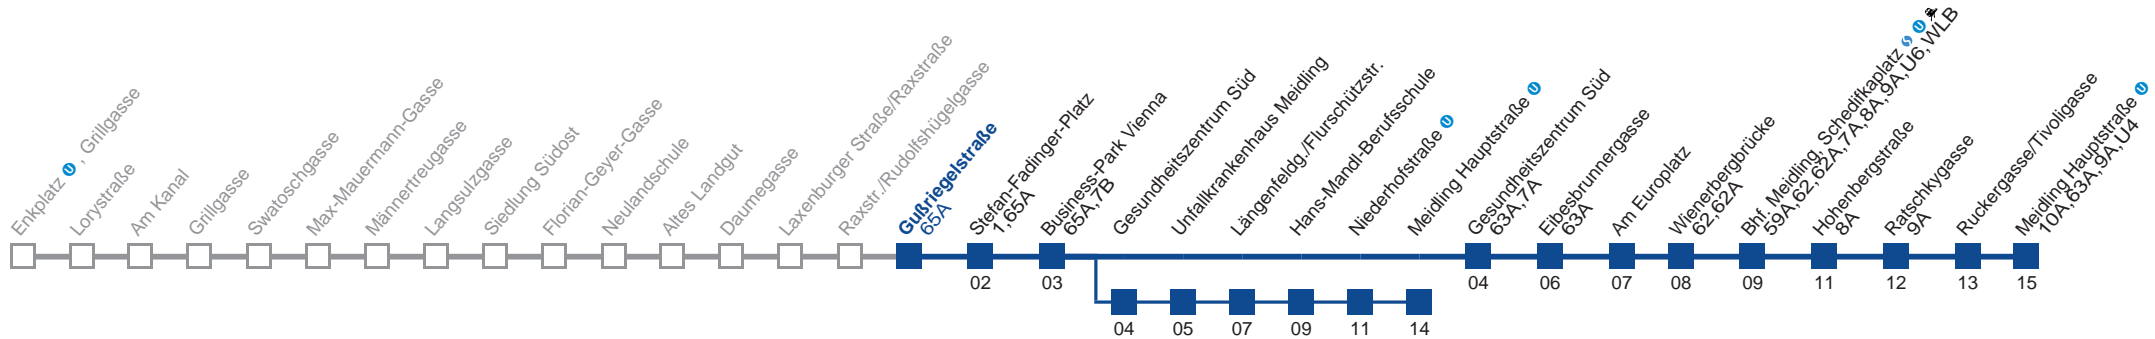 Enkplatz U , Grillgasse
Lorystraße
Am Kanal
Grillgasse
Swatoschgasse
Max-Mauermann-Gasse
Männertreugasse
Langsulzgasse
Siedlung Südost
Florian-Geyer-Gasse
Neulandschule
Altes Landgut
Daumegasse
Laxenburger Straße/Raxstraße
Raxstr./Rudolfshügelgasse
Gußriegelstraße
65A
Stefan-Fadinger-Platz
1,65A
Business-Park Vienna
65A,7B
Gesundheitszentrum Süd
Unfallkrankenhaus Meidling
Längenfeldg./Flurschützstr.
Hans-Mandl-Berufsschule
Niederhofstraße U
Meidling Hauptstraße U
Gesundheitszentrum Süd
63A,7A
Eibesbrunnergasse
63A
Am Europlatz
Wienerbergbrücke
62,62A
Bhf. Meidling, Schedifkaplatz S U
59A,62,62A,7A,8A,9A,U6,WLB
Hohenbergstraße
8A
Ratschkygasse
9A
Ruckergasse/Tivoligasse
Meidling Hauptstraße U
10A,63A,9A,U4
02 03 04 06 07 08 09 11 12 13 15
04 05 07 09 11 14